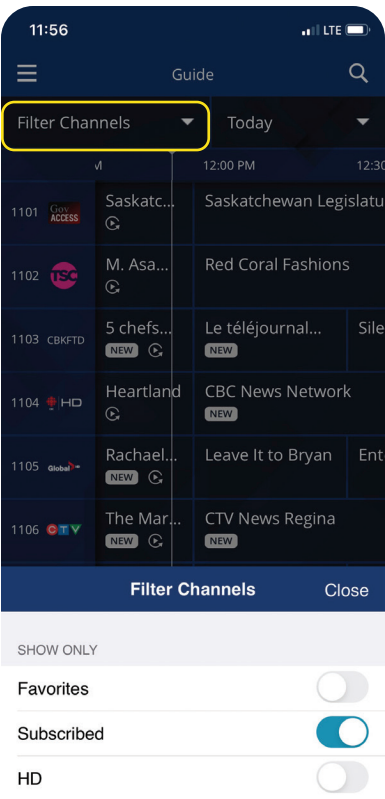 11:56 LTE
Guide
Filter Channels Today
12:00 PM 12:30
1101 Gov ACCESS Saskatc... Saskatchewan Legislatu
1102 TSC M. Asa... Red Coral Fashions
1103 CBKFTD 5 chefs... Le téléjournal... Sile
NEW NEW
1104 HD Heartland CBC News Network
NEW
1105 Global Rachael... Leave It to Bryan Ent
NEW
1106 CTV The Mar... CTV News Regina
NEW NEW
Filter Channels Close
SHOW ONLY
Favorites
Subscribed
HD